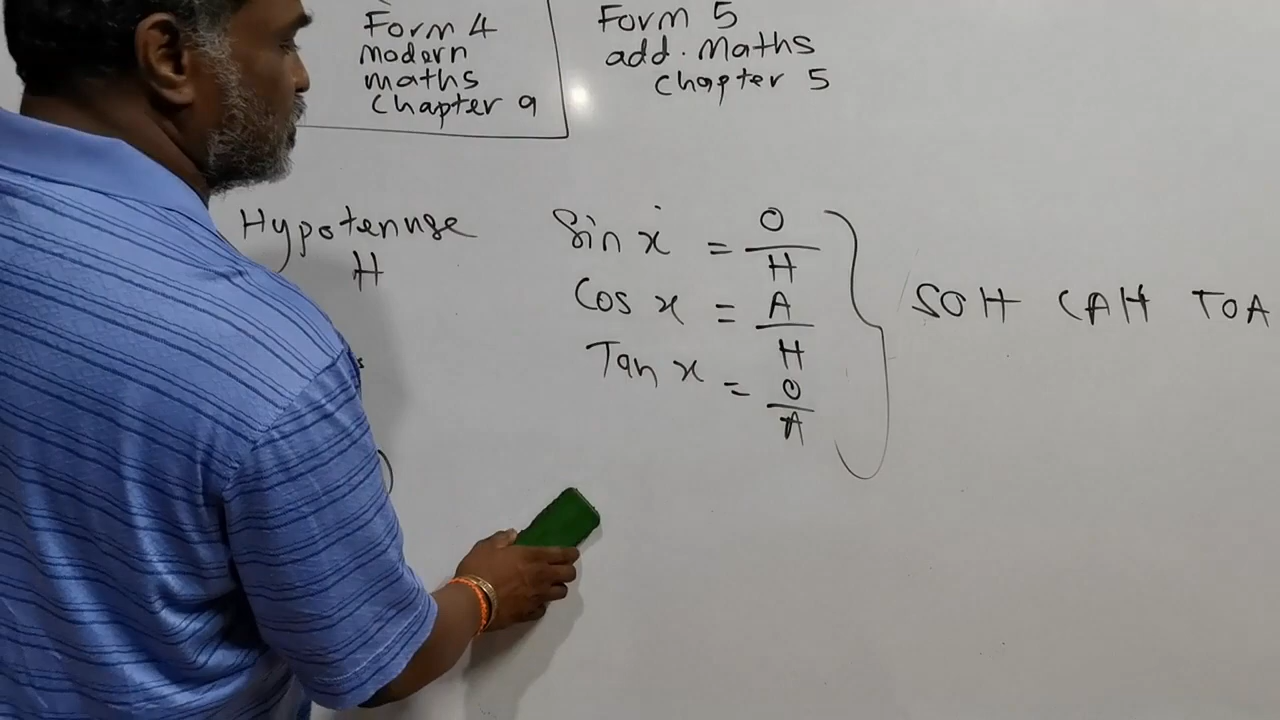 Form 4
modern
maths
Chapter 9
Form 5
add. maths
Chapter 5
Hypotenuse
H
Sin x = O/H
Cos x = A/H
Tan x = O/A
SOH CAH TOA